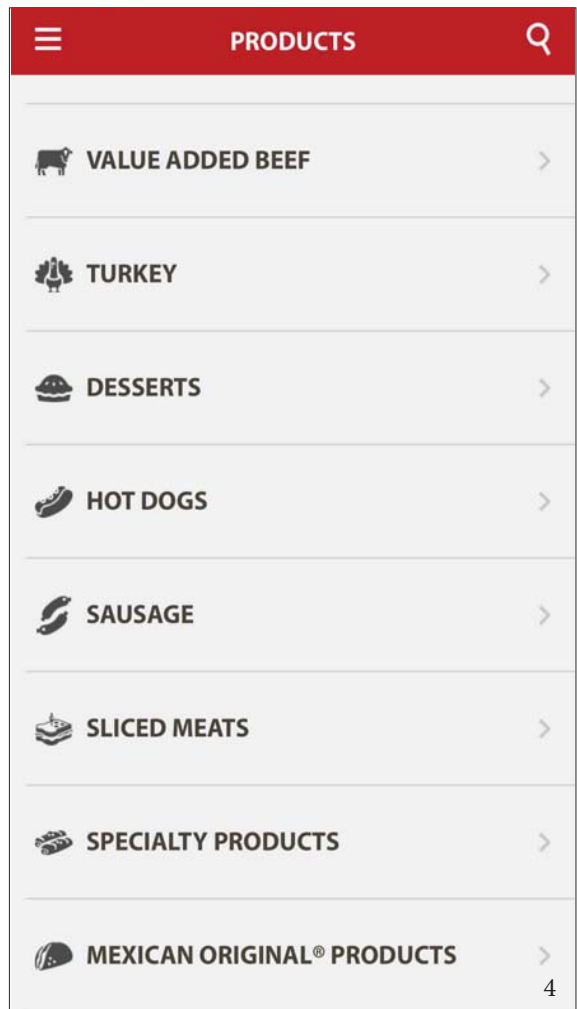 PRODUCTS
VALUE ADDED BEEF
TURKEY
DESSERTS
HOT DOGS
SAUSAGE
SLICED MEATS
SPECIALTY PRODUCTS
MEXICAN ORIGINAL® PRODUCTS
4